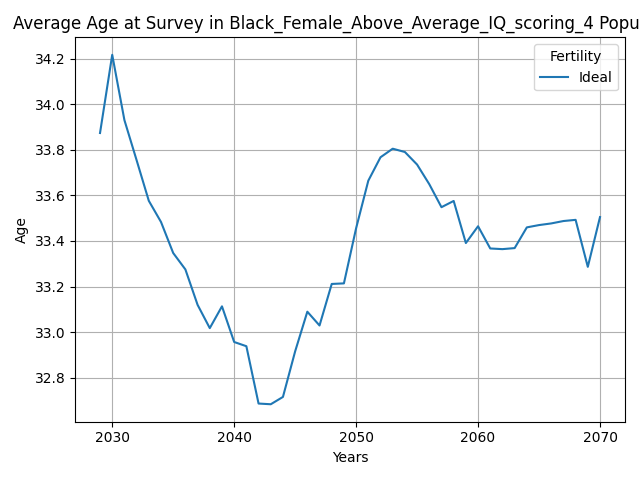 Average Age at Survey in Black_Female_Above_Average_IQ_scoring_4 Popu
34.2
34.0
33.8
33.6
33.4
33.2
33.0
32.8
Age
Fertility
Ideal
2030 2040 2050 2060 2070
Years